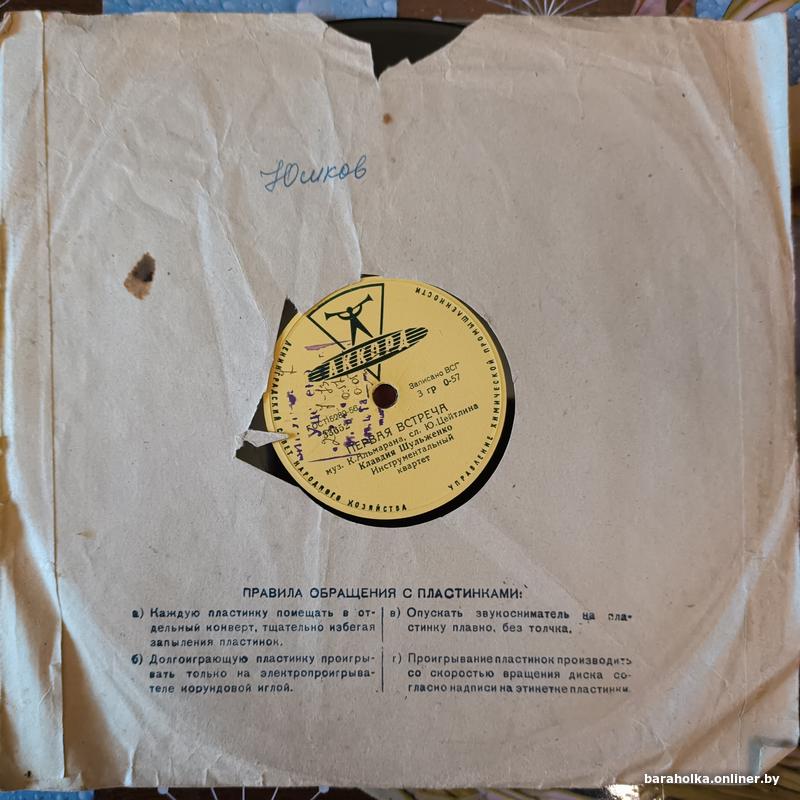 Юшков
АККОРД
ЛЕНИНГРАДСКИЙ СОВЕТ НАРОДНОГО ХОЗЯЙСТВА
УПРАВЛЕНИЕ ХИМИЧЕСКОЙ ПРОМЫШЛЕННОСТИ
Записано ВСГ
3 гр 0-57
ПЕРВАЯ ВСТРЕЧА
муз. К. Альмарана, сл. Ю. Цейтлина
Клавдия Шульженко
Инструментальный
квартет
ПРАВИЛА ОБРАЩЕНИЯ С ПЛАСТИНКАМИ:
а) Каждую пластинку помещать в от-
дельный конверт, тщательно избегая
запыления пластинок.
б) Долгоиграющую пластинку проигры-
вать только на электропроигрыва-
теле корундовой иглой.
в) Опускать звукосниматель на пла-
стинку плавно, без толчка.
г) Проигрывание пластинок производить
со скоростью вращения диска со-
гласно надписи на этикетке пластинки.
baraholka.onliner.by